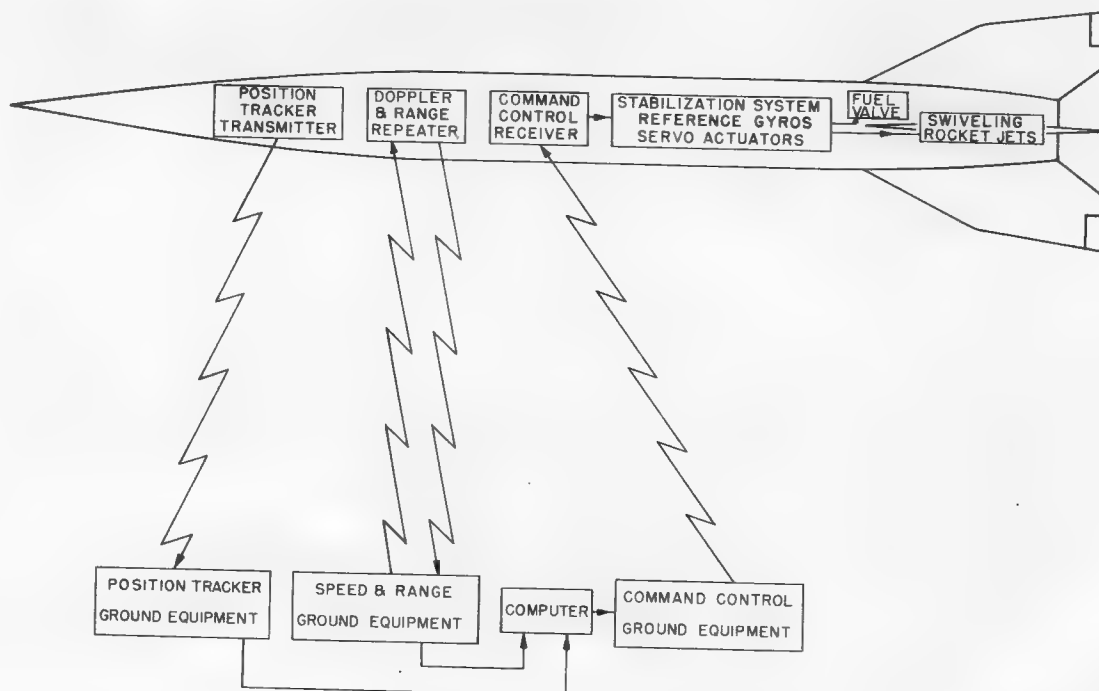 POSITION
TRACKER
TRANSMITTER
DOPPLER
& RANGE
REPEATER
COMMAND
CONTROL
RECEIVER
STABILIZATION SYSTEM
REFERENCE GYROS
SERVO ACTUATORS
FUEL
VALVE
SWIVELING
ROCKET JETS
POSITION TRACKER
GROUND EQUIPMENT
SPEED & RANGE
GROUND EQUIPMENT
COMPUTER
COMMAND CONTROL
GROUND EQUIPMENT